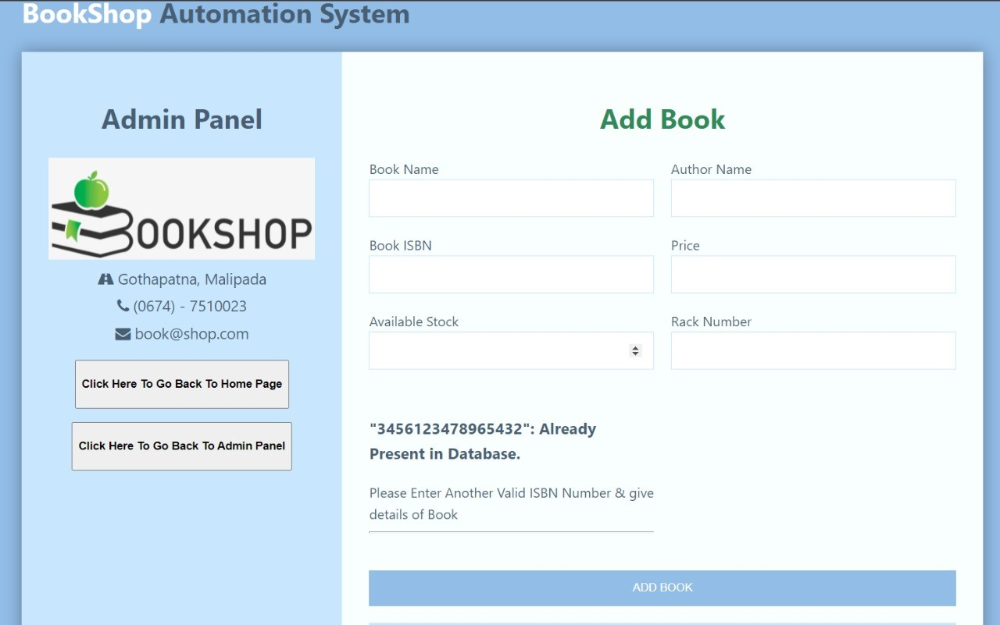 BookShop Automation System
Admin Panel
BOOKSHOP
Gothapatna, Malipada
(0674) - 7510023
book@shop.com
Click Here To Go Back To Home Page
Click Here To Go Back To Admin Panel
Add Book
Book Name
Author Name
Book ISBN
Price
Available Stock
Rack Number
"3456123478965432": Already
Present in Database.
Please Enter Another Valid ISBN Number & give
details of Book
ADD BOOK